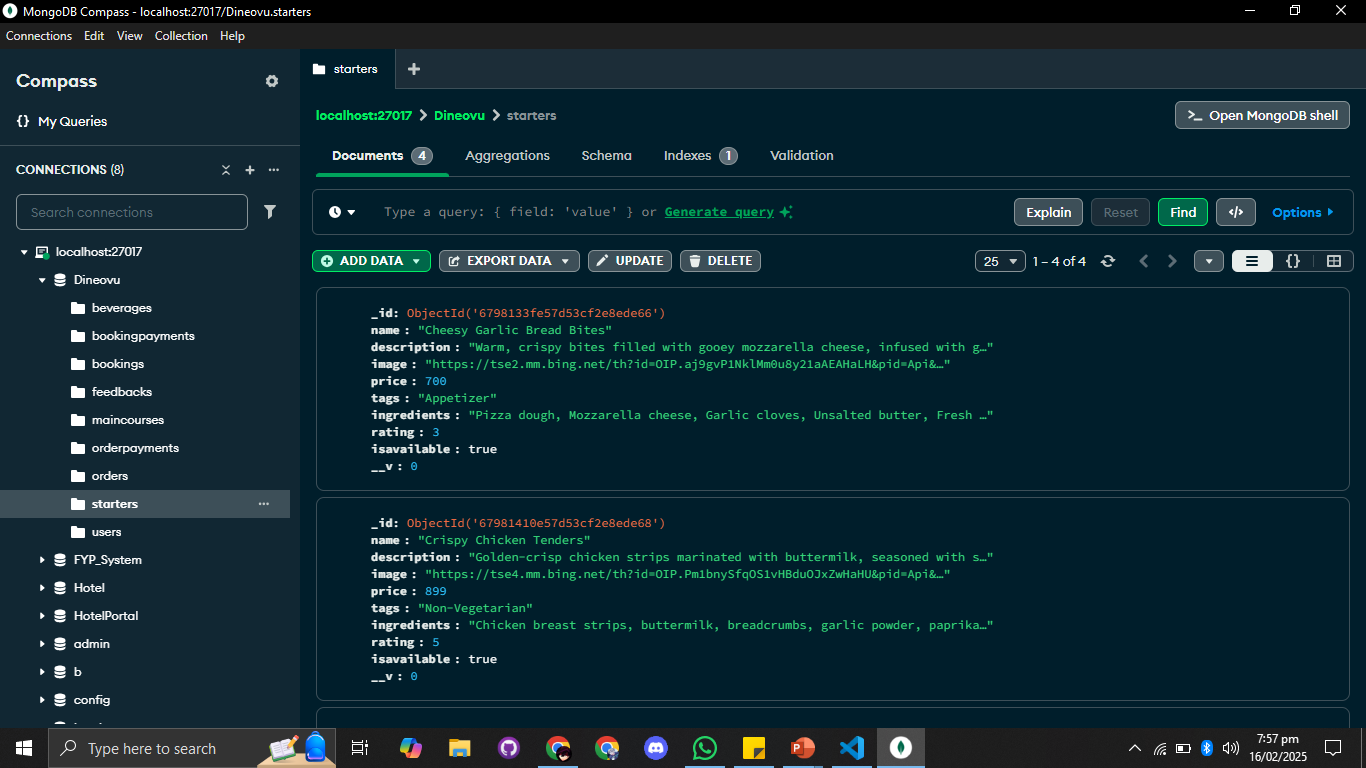 MongoDB Compass - localhost:27017/Dineovu.starters
Connections Edit View Collection Help
Compass
{} My Queries
CONNECTIONS (8)
Search connections
localhost:27017
Dineovu
beverages
bookingpayments
bookings
feedbacks
maincourses
orderpayments
orders
starters
users
FYP_System
Hotel
HotelPortal
admin
b
config
starters
localhost:27017 > Dineovu > starters
>_ Open MongoDB shell
Documents 4 Aggregations Schema Indexes 1 Validation
Type a query: { field: 'value' } or Generate query
Explain Reset Find </> Options
ADD DATA EXPORT DATA UPDATE DELETE
25 1 – 4 of 4 {}
_id: ObjectId('6798133fe57d53cf2e8ede66')
name : "Cheesy Garlic Bread Bites"
description : "Warm, crispy bites filled with gooey mozzarella cheese, infused with g…"
image : "https://tse2.mm.bing.net/th?id=OIP.aj9gvP1NklMm0u8y21aAEAHaLH&pid=Api&…"
price : 700
tags : "Appetizer"
ingredients : "Pizza dough, Mozzarella cheese, Garlic cloves, Unsalted butter, Fresh …"
rating : 3
isavailable : true
__v : 0
_id: ObjectId('67981410e57d53cf2e8ede68')
name : "Crispy Chicken Tenders"
description : "Golden-crisp chicken strips marinated with buttermilk, seasoned with s…"
image : "https://tse4.mm.bing.net/th?id=OIP.Pm1bnySfqOS1vHBduOJxZwHaHU&pid=Api&…"
price : 899
tags : "Non-Vegetarian"
ingredients : "Chicken breast strips, buttermilk, breadcrumbs, garlic powder, paprika…"
rating : 5
isavailable : true
__v : 0
Type here to search
7:57 pm
16/02/2025